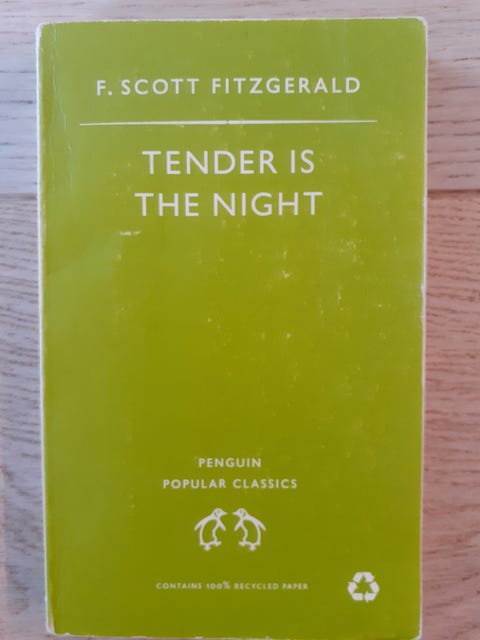 F. SCOTT FITZGERALD
TENDER IS
THE NIGHT
PENGUIN
POPULAR CLASSICS
CONTAINS 100% RECYCLED PAPER